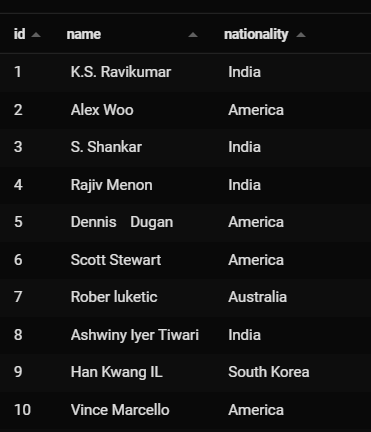 id name nationality
1 K.S. Ravikumar India
2 Alex Woo America
3 S. Shankar India
4 Rajiv Menon India
5 Dennis Dugan America
6 Scott Stewart America
7 Rober luketic Australia
8 Ashwiny Iyer Tiwari India
9 Han Kwang IL South Korea
10 Vince Marcello America